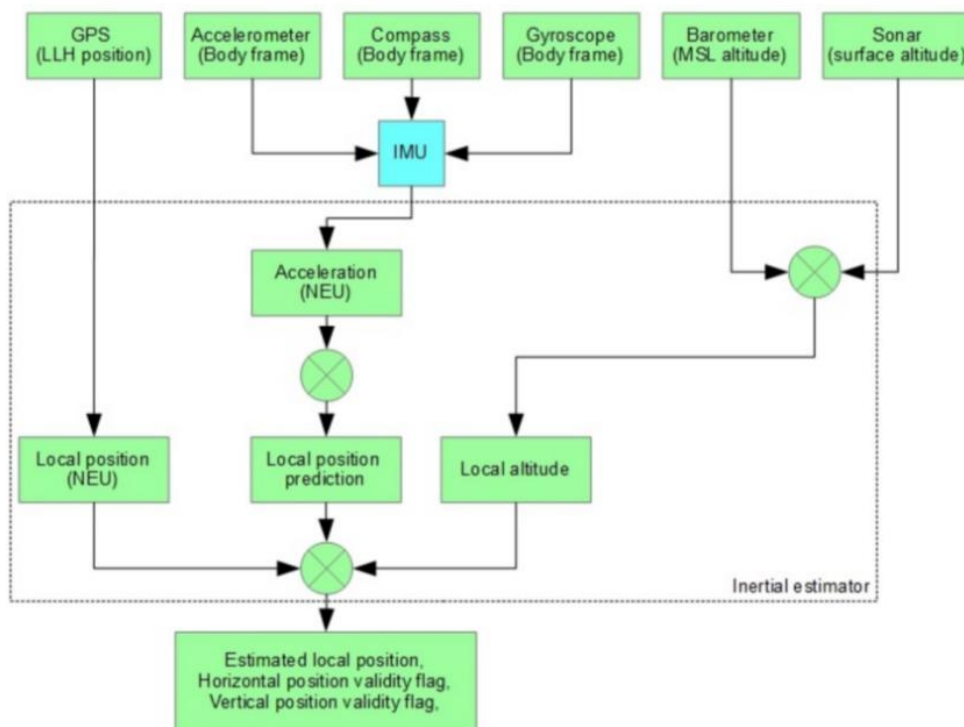 GPS
(LLH position)
Accelerometer
(Body frame)
Compass
(Body frame)
Gyroscope
(Body frame)
Barometer
(MSL altitude)
Sonar
(surface altitude)
IMU
Acceleration
(NEU)
Local position
(NEU)
Local position
prediction
Local altitude
Inertial estimator
Estimated local position,
Horizontal position validity flag,
Vertical position validity flag,